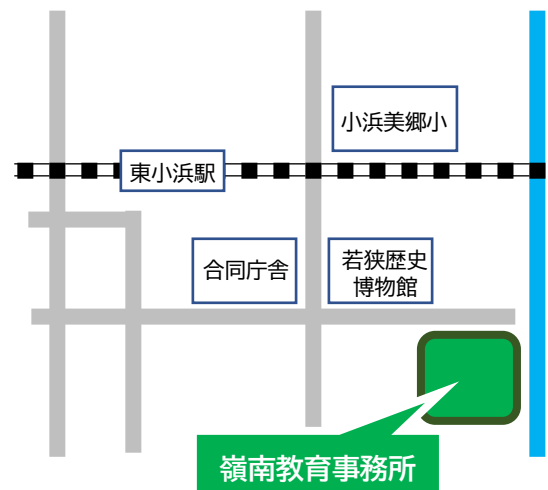 小浜美郷小
東小浜駅
合同庁舎
若狭歴史
博物館
嶺南教育事務所